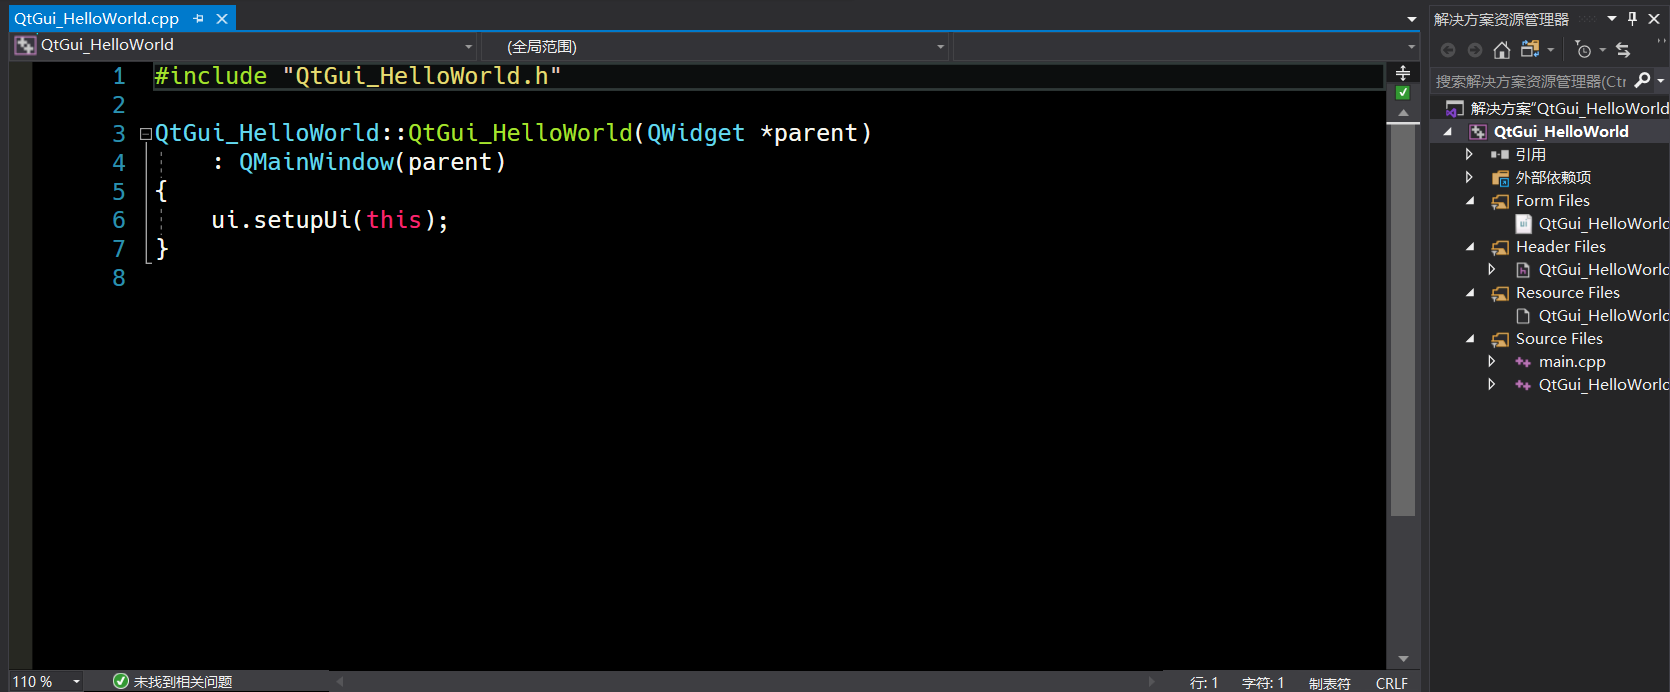 QtGui_HelloWorld.cpp
QtGui_HelloWorld
(全局范围)
1 #include "QtGui_HelloWorld.h"
2
3 QtGui_HelloWorld::QtGui_HelloWorld(QWidget *parent)
4 : QMainWindow(parent)
5 {
6 ui.setupUi(this);
7 }
8
110 %
未找到相关问题
行: 1
字符: 1
制表符
CRLF
解决方案资源管理器
搜索解决方案资源管理器(Ctr
解决方案"QtGui_HelloWorld
QtGui_HelloWorld
引用
外部依赖项
Form Files
QtGui_HelloWorld
Header Files
QtGui_HelloWorld
Resource Files
QtGui_HelloWorld
Source Files
main.cpp
QtGui_HelloWorld